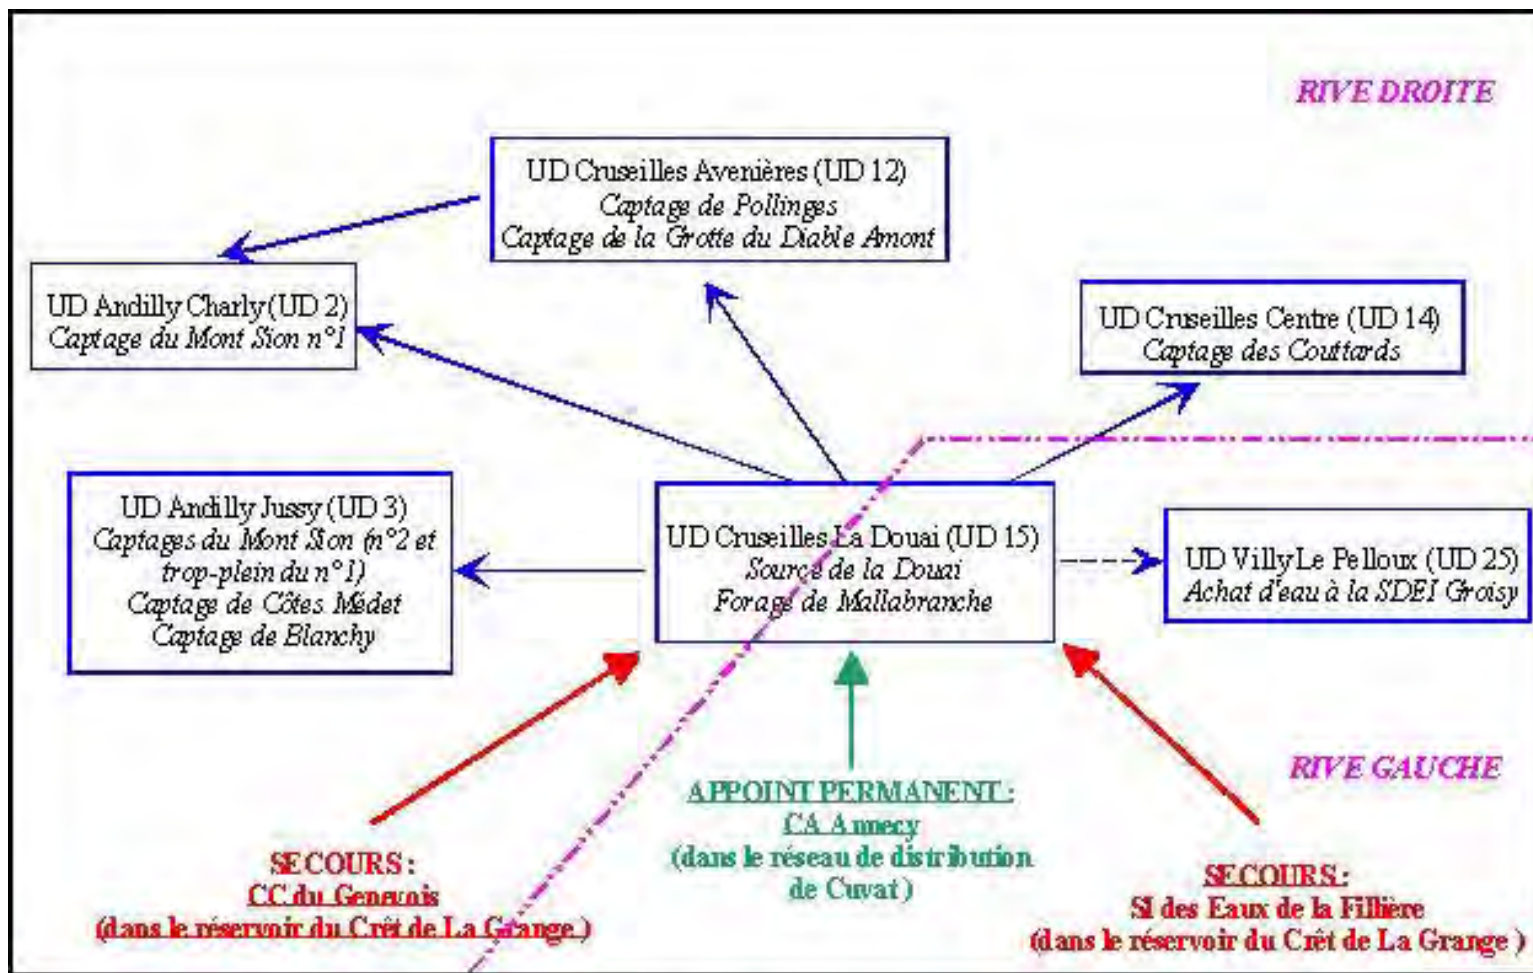 RIVE DROITE
UD Cruseilles Avenières (UD 12)
Captage de Pollinges
Captage de la Grotte du Diable Amont
UD Andilly Charly (UD 2)
Captage du Mont Sion n°1
UD Cruseilles Centre (UD 14)
Captage des Couttards
UD Andilly Jussy (UD 3)
Captages du Mont Sion (n°2 et
trop-plein du n°1)
Captage de Côtes Médet
Captage de Blanchy
UD Cruseilles La Douai (UD 15)
Source de la Douai
Forage de Mallabranche
UD Villy Le Pelloux (UD 25)
Achat d'eau à la SDEI Groisy
RIVE GAUCHE
SECOURS :
CC du Genevois
(dans le réservoir du Crêt de La Grange )
APPOINT PERMANENT :
CA Annecy
(dans le réseau de distribution
de Cuvat )
SECOURS :
SI des Eaux de la Fillière
(dans le réservoir du Crêt de La Grange )